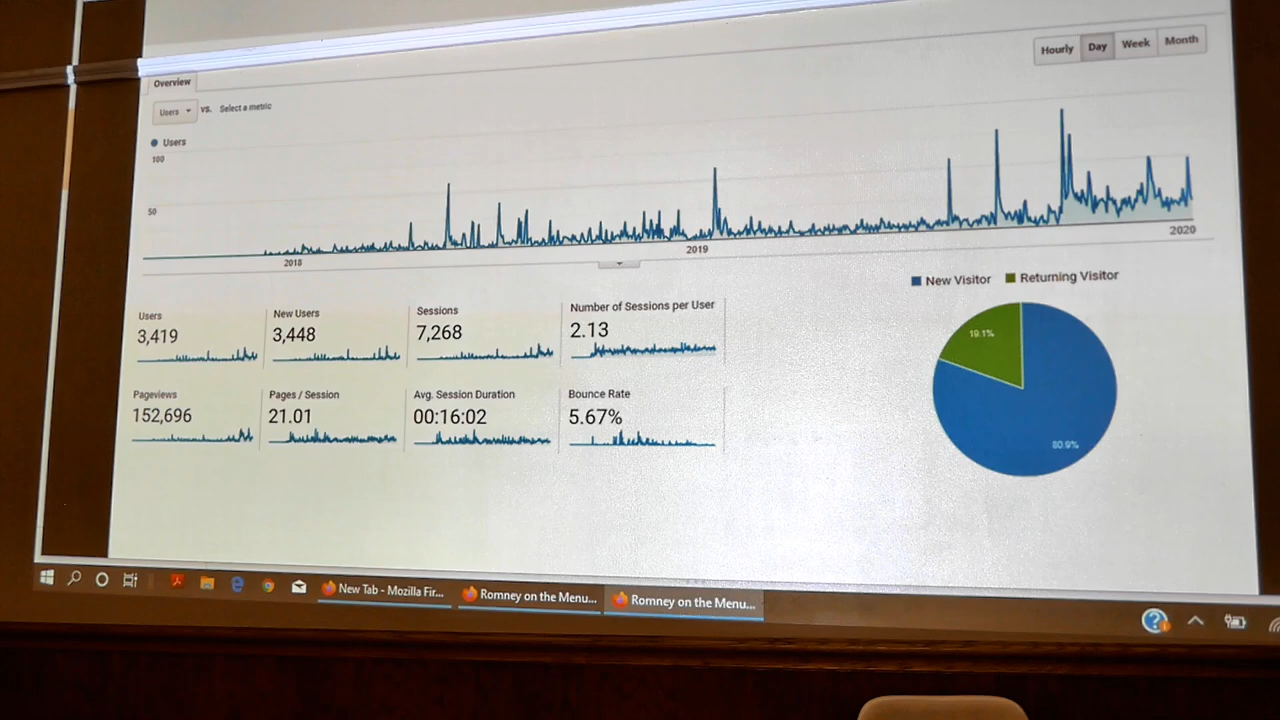 Hourly Day Week Month
Overview
Users vs. Select a metric
Users
100
50
2018 2019 2020
New Visitor Returning Visitor
Users New Users Sessions Number of Sessions per User
3,419 3,448 7,268 2.13
19.1%
Pageviews Pages / Session Avg. Session Duration Bounce Rate
152,696 21.01 00:16:02 5.67%
80.9%
New Tab - Mozilla Fir... Romney on the Menu... Romney on the Menu...